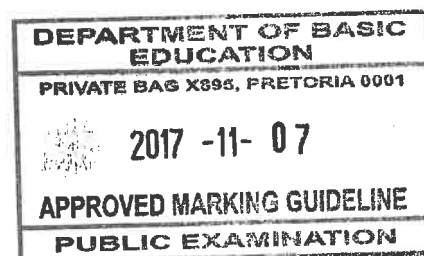 DEPARTMENT OF BASIC
EDUCATION
PRIVATE BAG X895, PRETORIA 0001
2017 -11- 07
APPROVED MARKING GUIDELINE
PUBLIC EXAMINATION